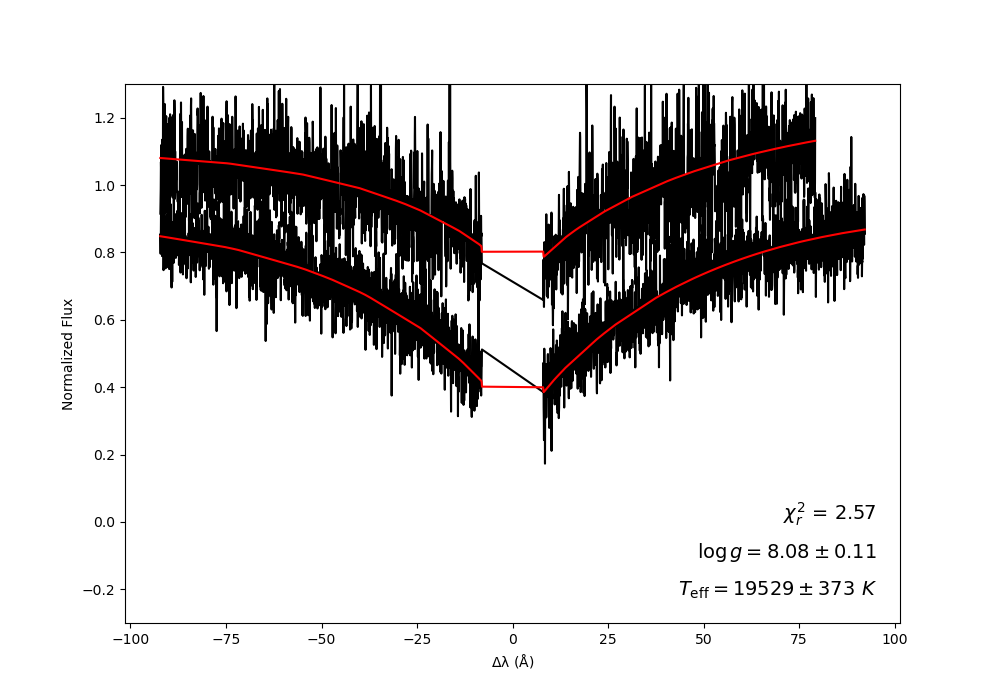 1.2
1.0
0.8
0.6
0.4
0.2
0.0
−0.2
Normalized Flux
χ²ᵣ = 2.57
log g = 8.08 ± 0.11
T_eff = 19529 ± 373 K
−100 −75 −50 −25 0 25 50 75 100
Δλ (Å)